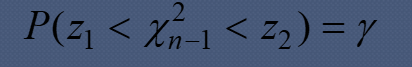 P(z₁ < χ²ₙ₋₁ < z₂) = γ